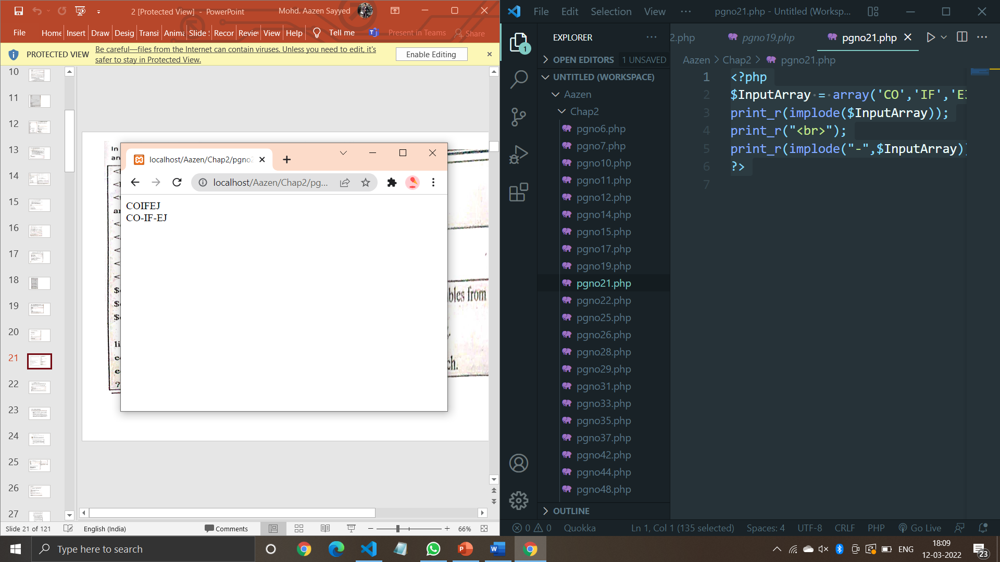 2 [Protected View] - PowerPoint
Mohd. Aazen Sayyed
File Home Insert Draw Desig Transi Anima Slide Recor Revie View Help Tell me Present in Teams Share
PROTECTED VIEW
Be careful—files from the Internet can contain viruses. Unless you need to edit, it's
safer to stay in Protected View.
Enable Editing
10
11
12
13
14
15
16
17
18
19
20
21
22
23
24
25
26
27
In
an
ar
bles from
li
ec
e
?
ch.
localhost/Aazen/Chap2/pgno2
localhost/Aazen/Chap2/pg...
COIFEJ
CO-IF-EJ
Slide 21 of 121
English (India)
Comments
66%
File Edit Selection View ···
pgno21.php - Untitled (Worksp...
EXPLORER
1
OPEN EDITORS 1 UNSAVED
UNTITLED (WORKSPACE)
Aazen
Chap2
pgno6.php
pgno7.php
pgno10.php
pgno11.php
pgno12.php
pgno14.php
pgno15.php
pgno17.php
pgno19.php
pgno21.php
pgno22.php
pgno25.php
pgno26.php
pgno28.php
pgno29.php
pgno31.php
pgno33.php
pgno35.php
pgno37.php
pgno42.php
pgno44.php
pgno48.php
OUTLINE
2.php pgno19.php pgno21.php
Aazen > Chap2 > pgno21.php
1 <?php
2 $InputArray = array('CO','IF','EJ
3 print_r(implode($InputArray));
4 print_r("<br>");
5 print_r(implode("-",$InputArray)
6 ?>
7
0 0 Quokka Ln 1, Col 1 (135 selected) Spaces: 4 UTF-8 CRLF PHP Go Live
Type here to search
ENG
18:09
12-03-2022
23